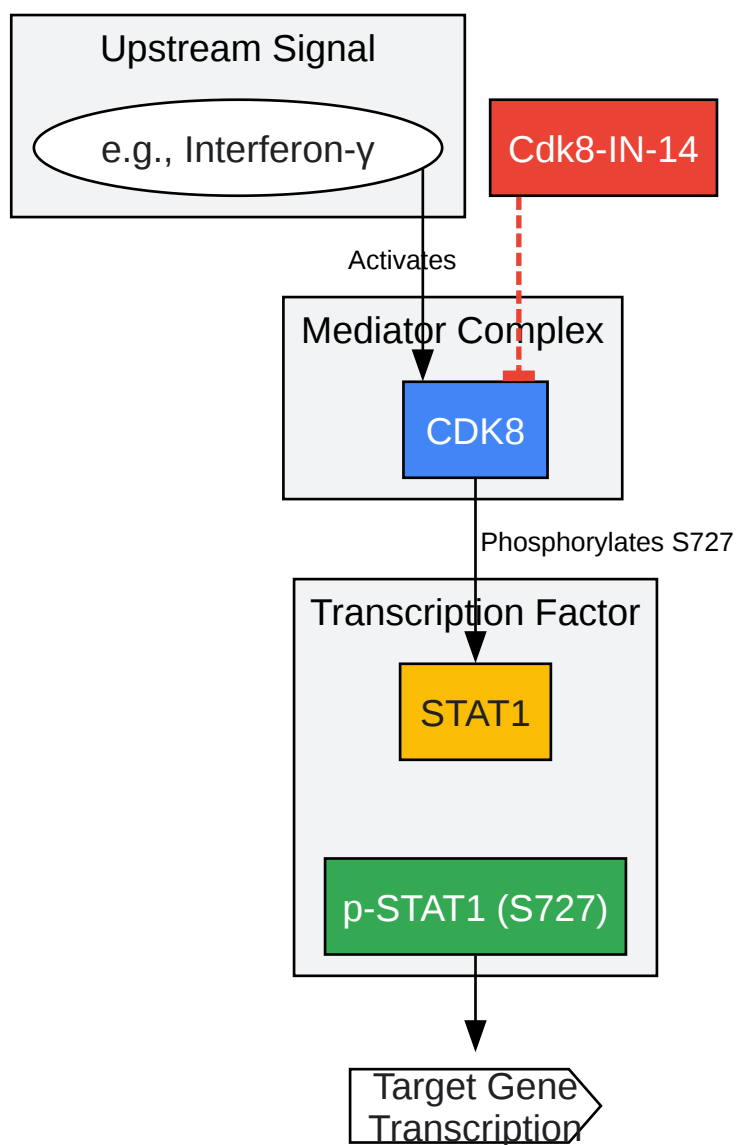 Upstream Signal
e.g., Interferon-γ
Cdk8-IN-14
Activates
Mediator Complex
CDK8
Phosphorylates S727
Transcription Factor
STAT1
p-STAT1 (S727)
Target Gene
Transcription